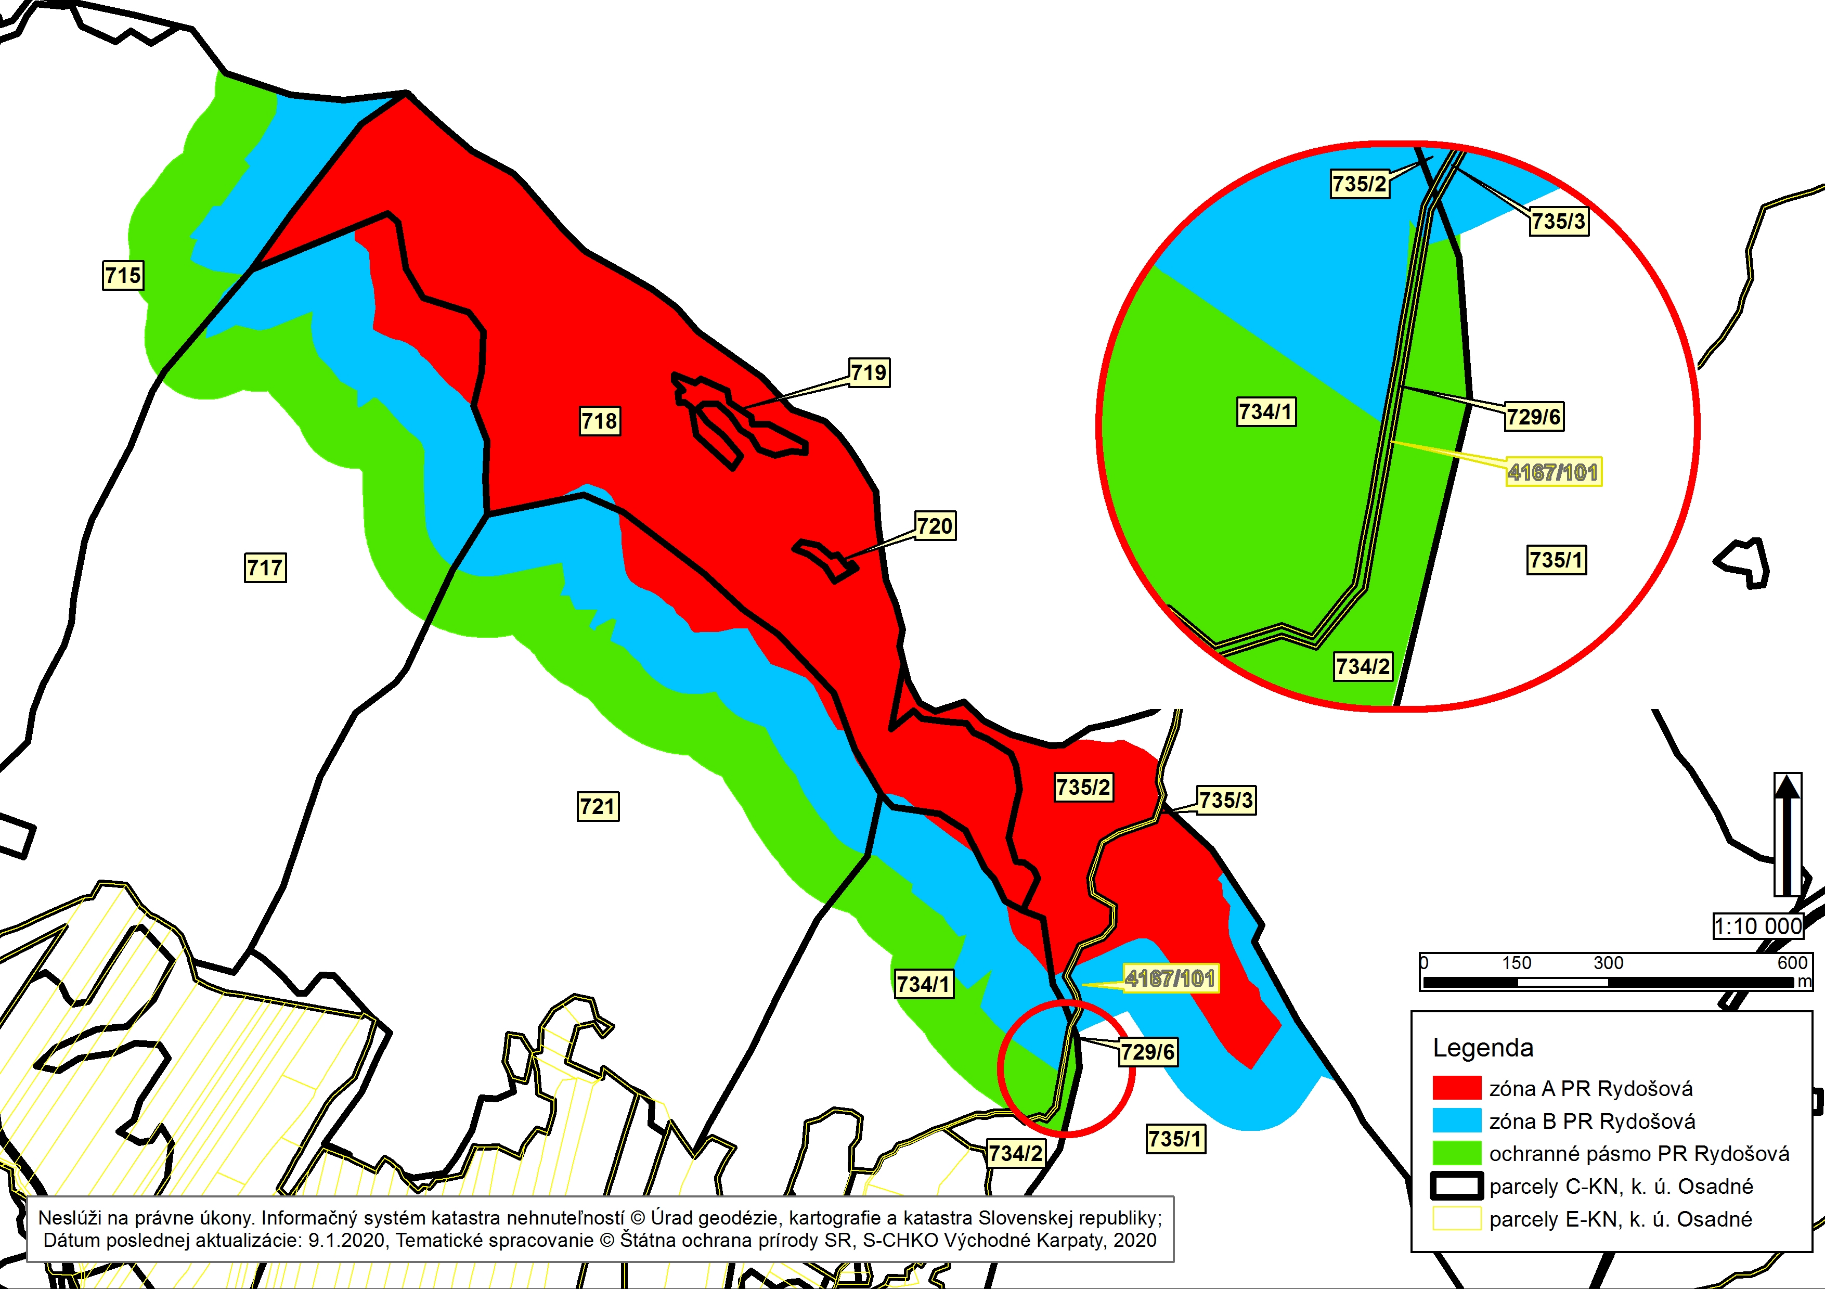 735/2
735/3
715
719
734/1
729/6
718
4167/101
720
735/1
717
734/2
735/2
735/3
721
1:10 000
0 150 300 600
m
4167/101
734/1
729/6
735/1
734/2
Legenda
zóna A PR Rydošová
zóna B PR Rydošová
ochranné pásmo PR Rydošová
parcely C-KN, k. ú. Osadné
parcely E-KN, k. ú. Osadné
Neslúži na právne úkony. Informačný systém katastra nehnuteľností © Úrad geodézie, kartografie a katastra Slovenskej republiky;
Dátum poslednej aktualizácie: 9.1.2020, Tematické spracovanie © Štátna ochrana prírody SR, S-CHKO Východné Karpaty, 2020